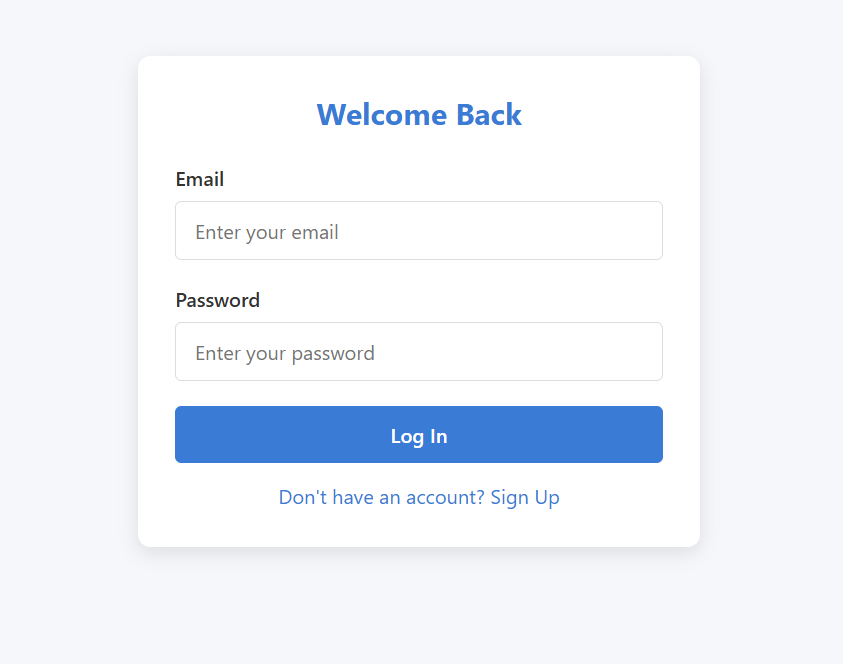 Welcome Back
Email
Enter your email
Password
Enter your password
Log In
Don't have an account? Sign Up